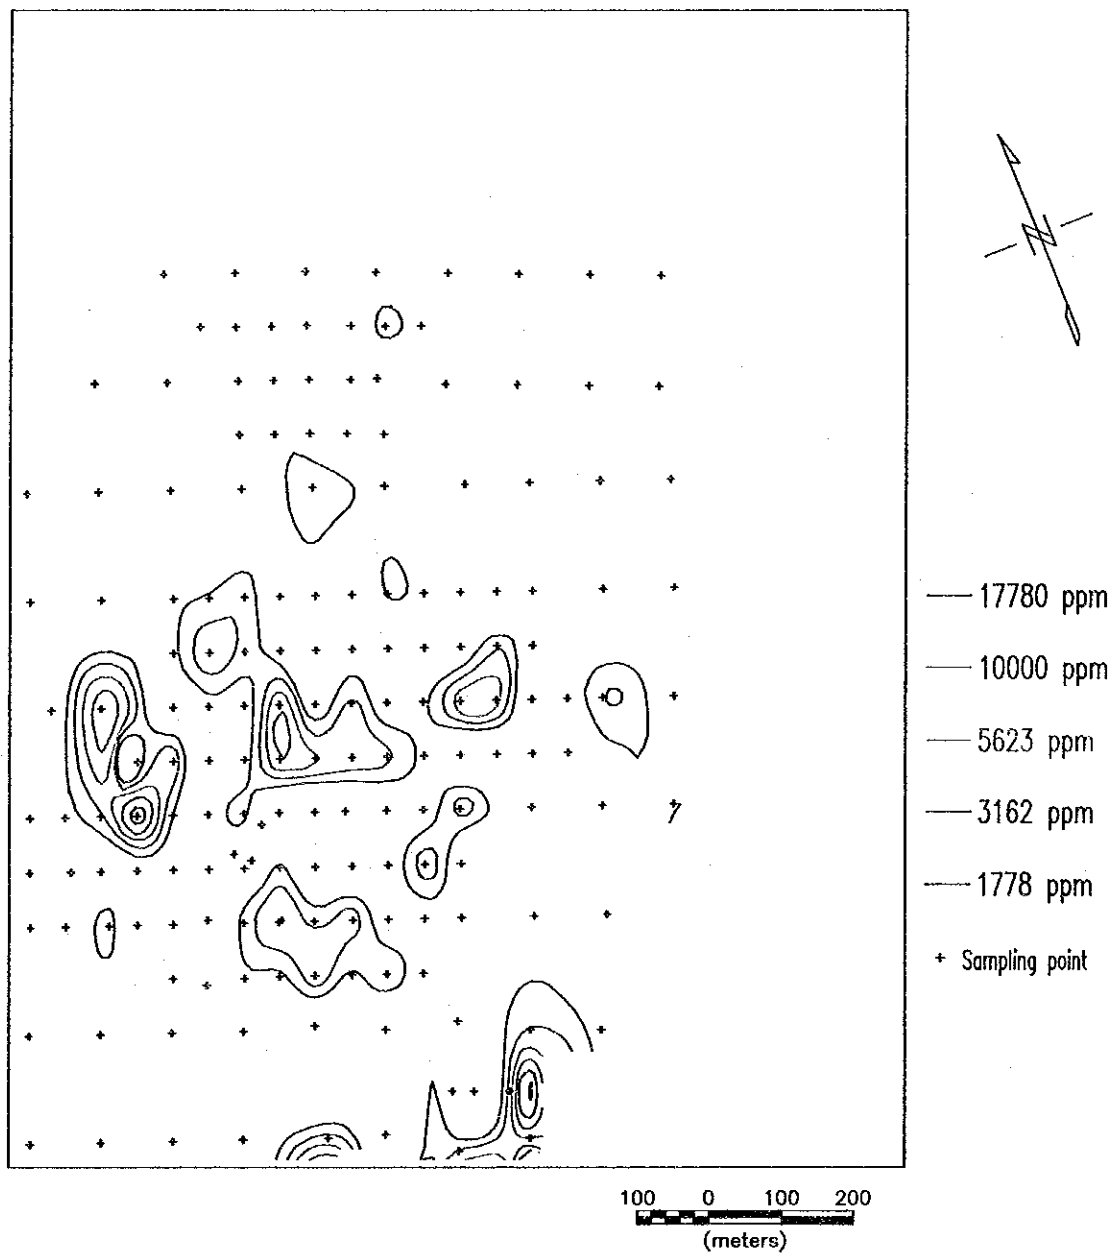 N
17780 ppm
10000 ppm
5623 ppm
3162 ppm
1778 ppm
+ Sampling point
100 0 100 200
(meters)